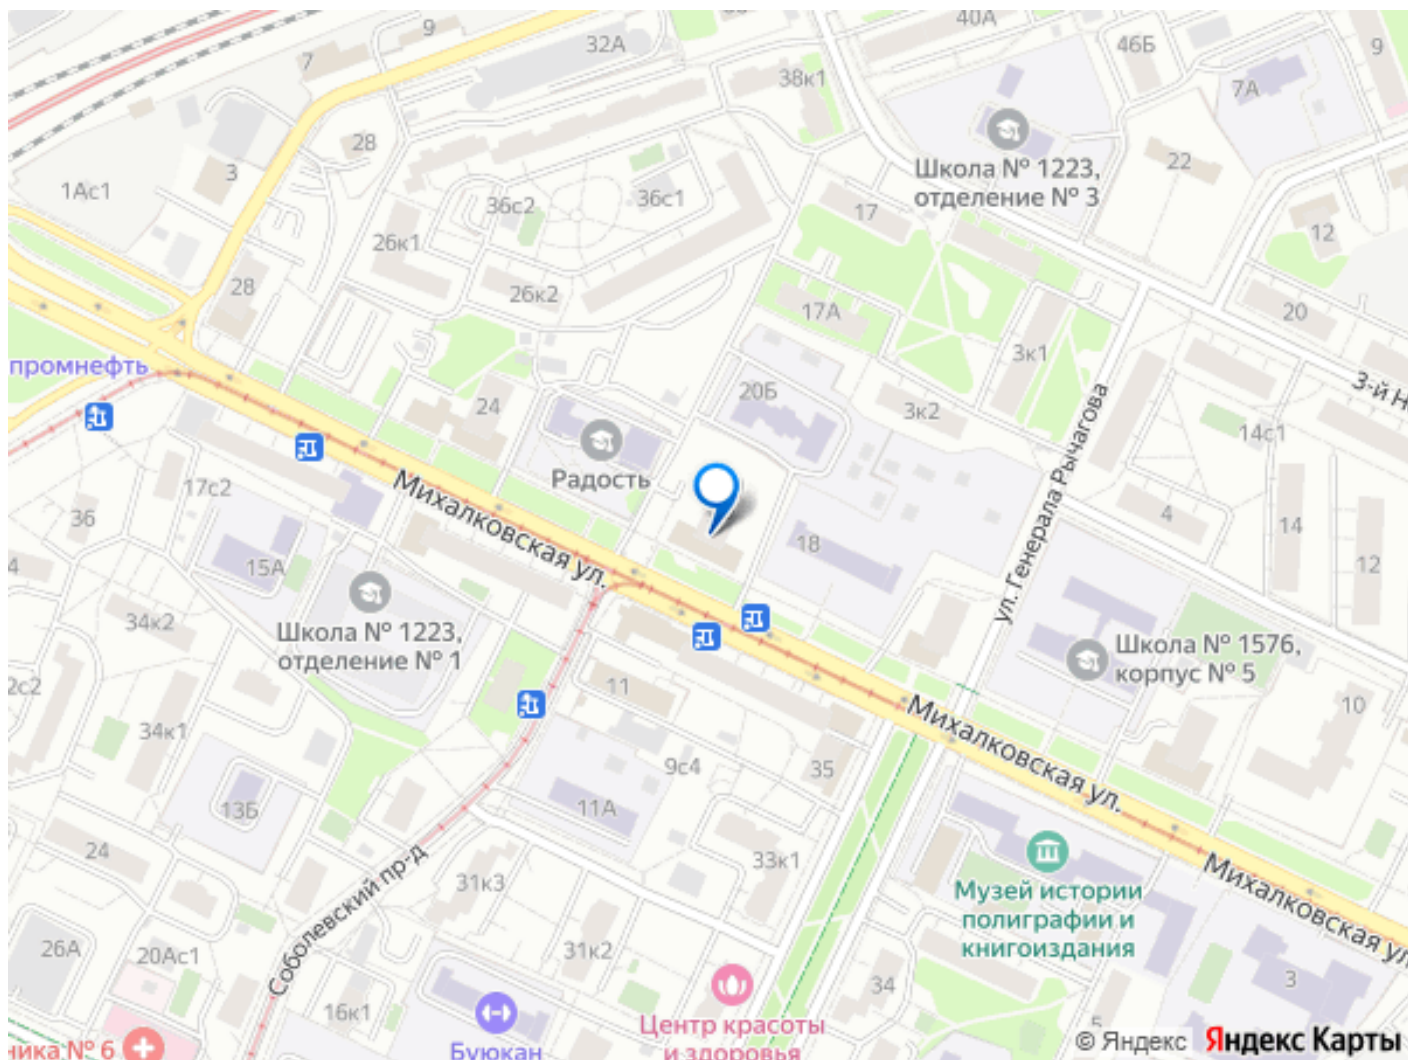 40А
9
32А
46Б
9
7
38к1
7А
28
Школа № 1223,
отделение № 3
22
3
1Ас1
36с2
36с1
17
12
26к1
28
26к2
17А
20
3к1
промнефть
3-й Н
20Б
24
3к2
14с1
ул. Генерала Рычагова
Радость
17с2
Михалковская ул.
36
4
14
18
15А
12
34к2
Школа № 1223,
отделение № 1
Школа № 1576,
корпус № 5
2с2
11
10
34к1
Михалковская ул.
9с4
35
13Б
11А
24
33к1
Соболевский пр-д
31к3
Михалковская ул
Музей истории
полиграфии и
книгоиздания
26А
20Ас1
31к2
34
3
16к1
Центр красоты
и здоровья
5
ника № 6
Буюкан
© Яндекс Яндекс Карты